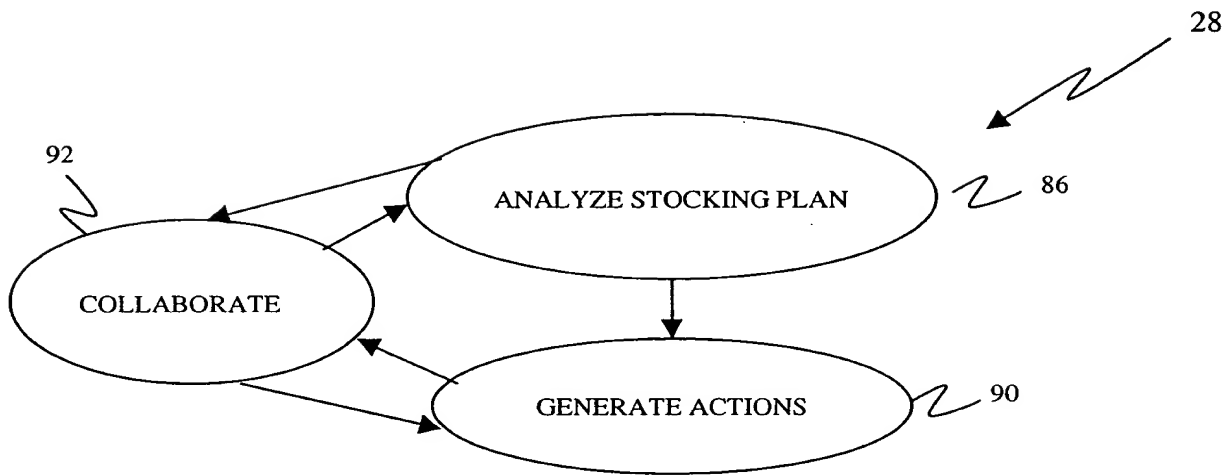 28
92
ANALYZE STOCKING PLAN
86
COLLABORATE
GENERATE ACTIONS
90